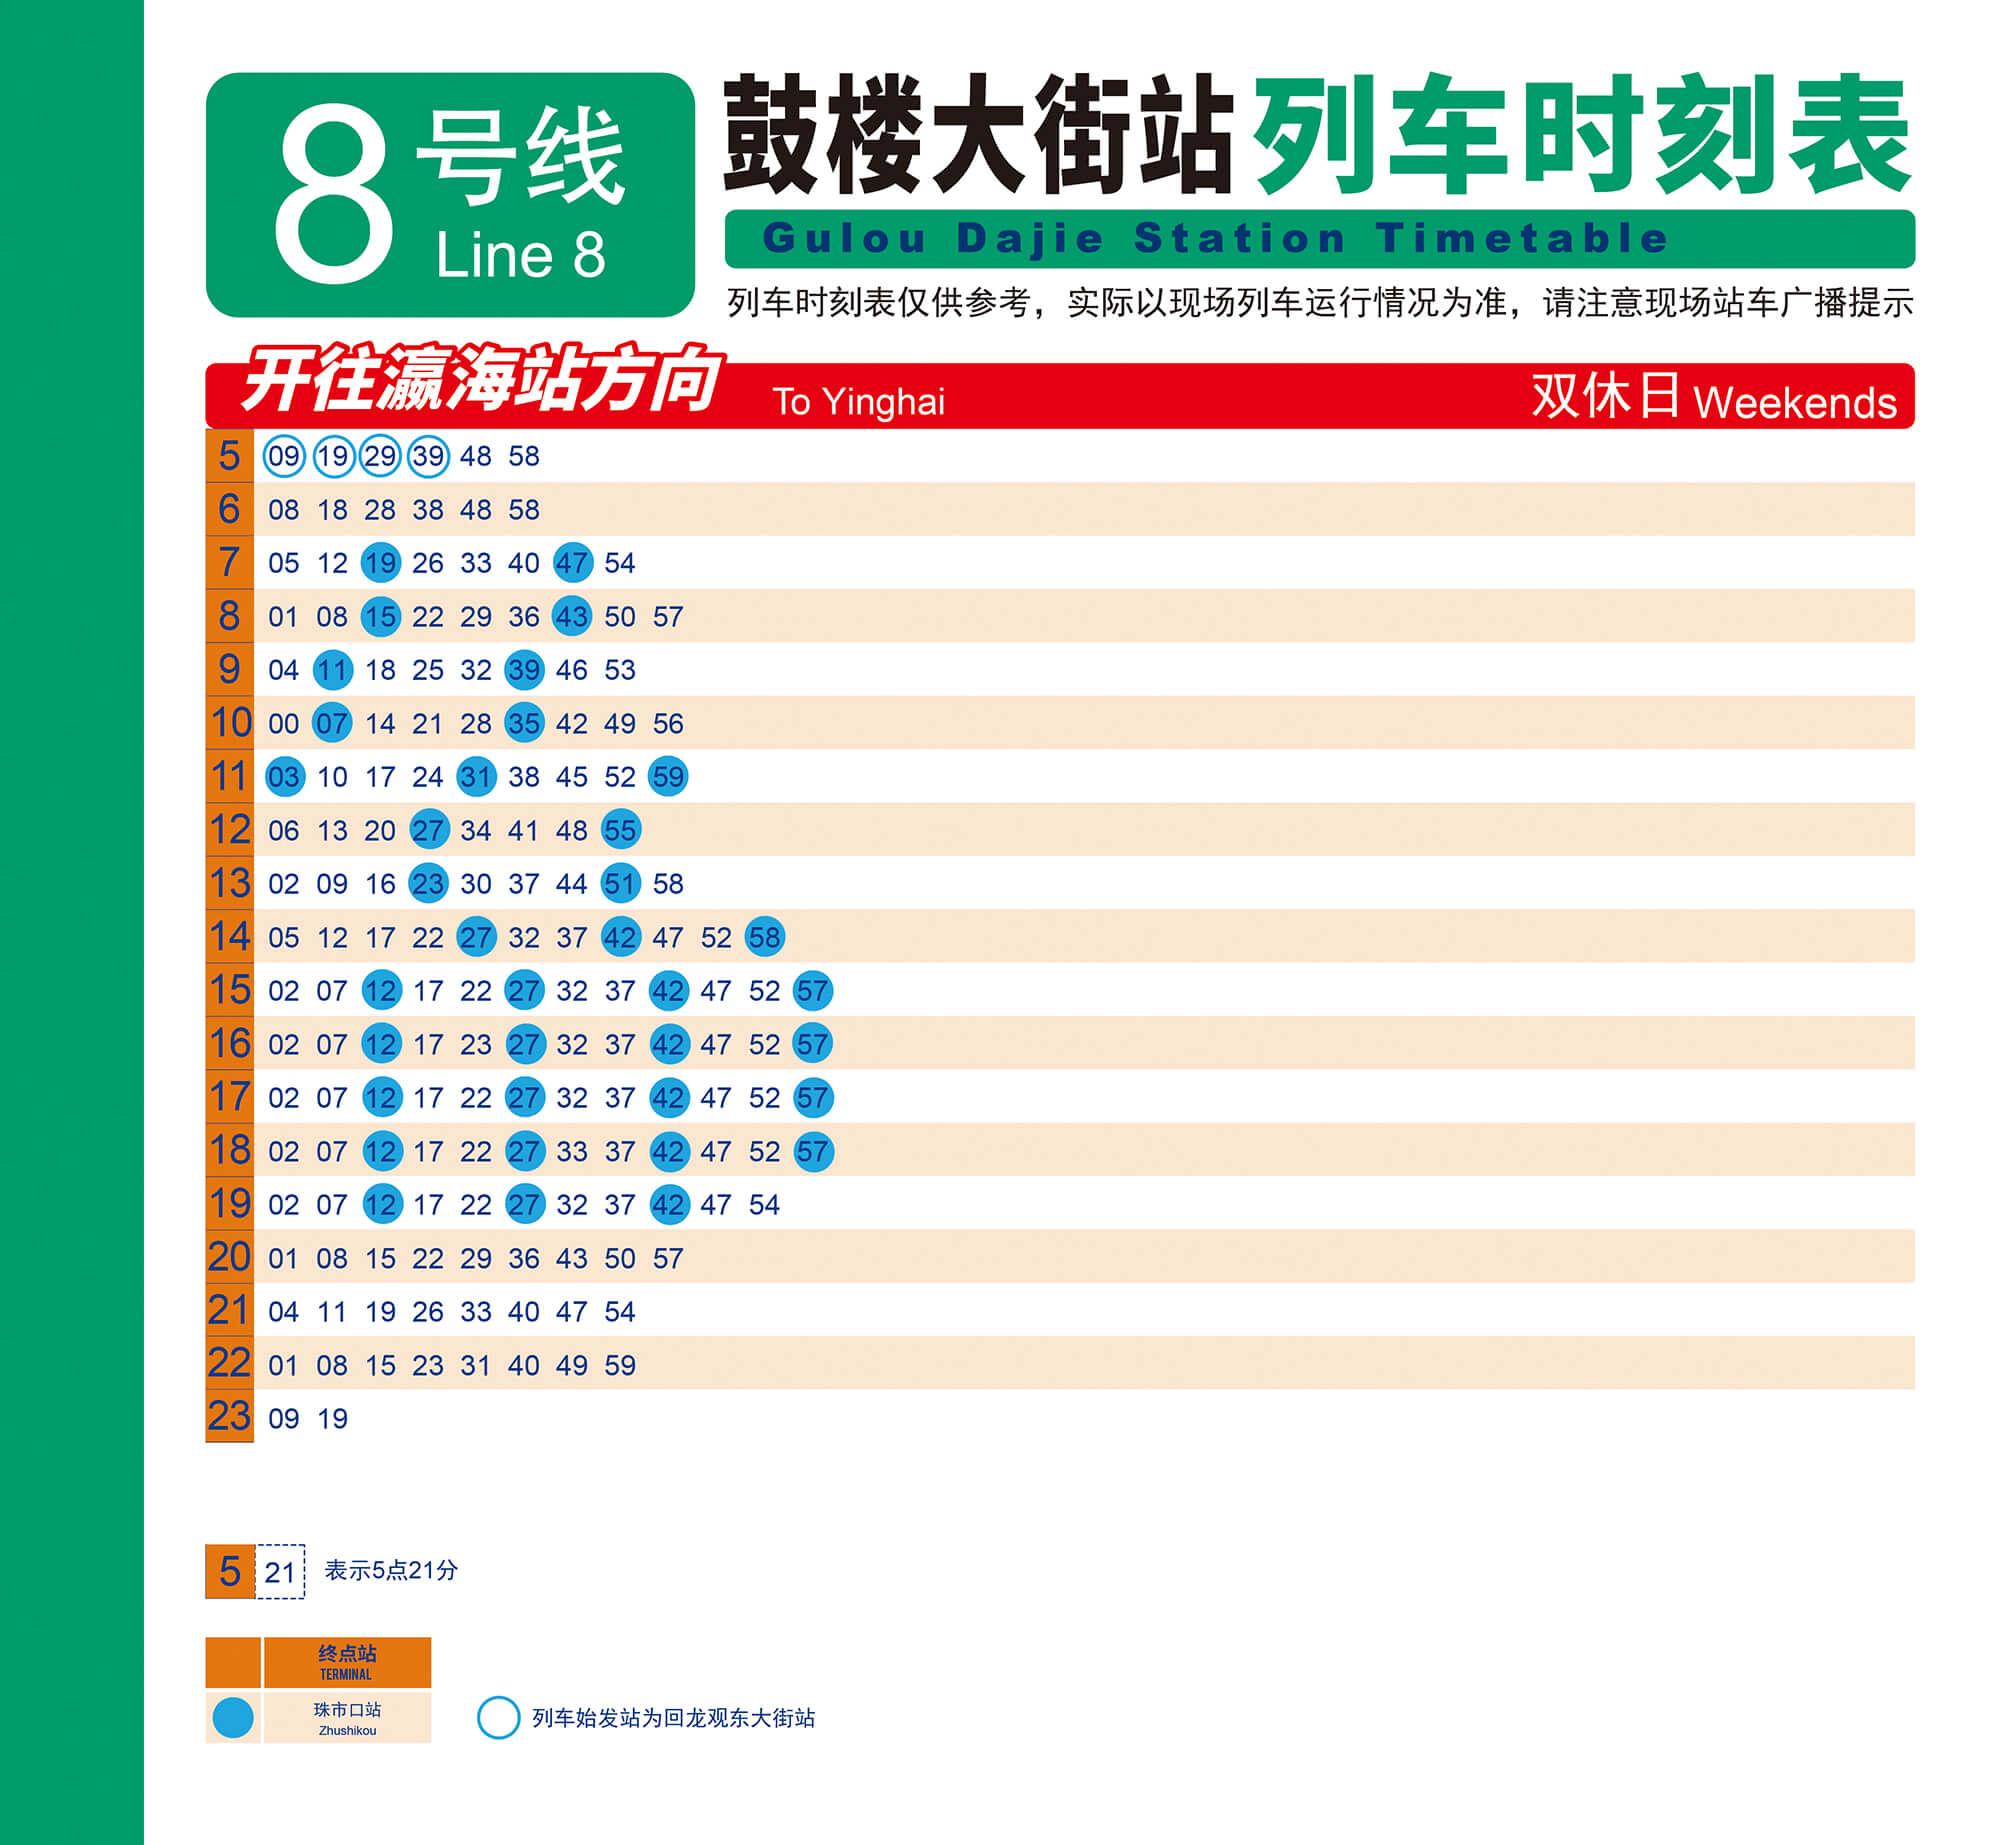 8号线
Line 8
鼓楼大街站列车时刻表
Gulou Dajie Station Timetable
列车时刻表仅供参考，实际以现场列车运行情况为准，请注意现场站车广播提示
开往瀛海站方向 To Yinghai 双休日 Weekends
5 09 19 29 39 48 58
6 08 18 28 38 48 58
7 05 12 19 26 33 40 47 54
8 01 08 15 22 29 36 43 50 57
9 04 11 18 25 32 39 46 53
10 00 07 14 21 28 35 42 49 56
11 03 10 17 24 31 38 45 52 59
12 06 13 20 27 34 41 48 55
13 02 09 16 23 30 37 44 51 58
14 05 12 17 22 27 32 37 42 47 52 58
15 02 07 12 17 22 27 32 37 42 47 52 57
16 02 07 12 17 23 27 32 37 42 47 52 57
17 02 07 12 17 22 27 32 37 42 47 52 57
18 02 07 12 17 22 27 33 37 42 47 52 57
19 02 07 12 17 22 27 32 37 42 47 54
20 01 08 15 22 29 36 43 50 57
21 04 11 19 26 33 40 47 54
22 01 08 15 23 31 40 49 59
23 09 19
5 21 表示5点21分
终点站
TERMINAL
珠市口站
Zhushikou
列车始发站为回龙观东大街站